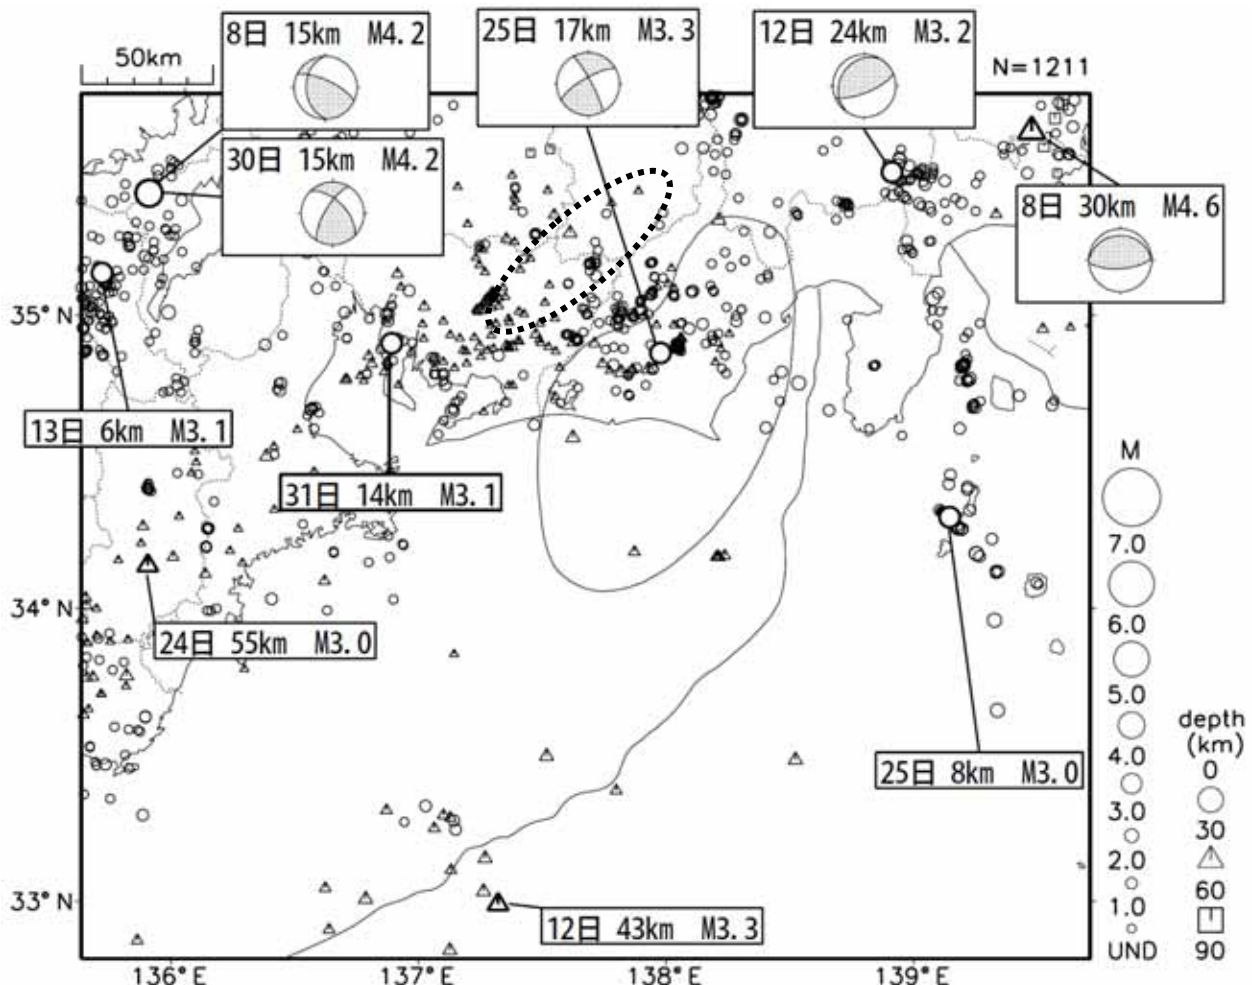 8日 15km M4.2
25日 17km M3.3
12日 24km M3.2
50km
N=1211
30日 15km M4.2
8日 30km M4.6
35°N
13日 6km M3.1
31日 14km M3.1
M
7.0
6.0
5.0
4.0
3.0
2.0
1.0
UND
34°N
24日 55km M3.0
25日 8km M3.0
depth
(km)
0
30
60
90
33°N
12日 43km M3.3
136°E
137°E
138°E
139°E